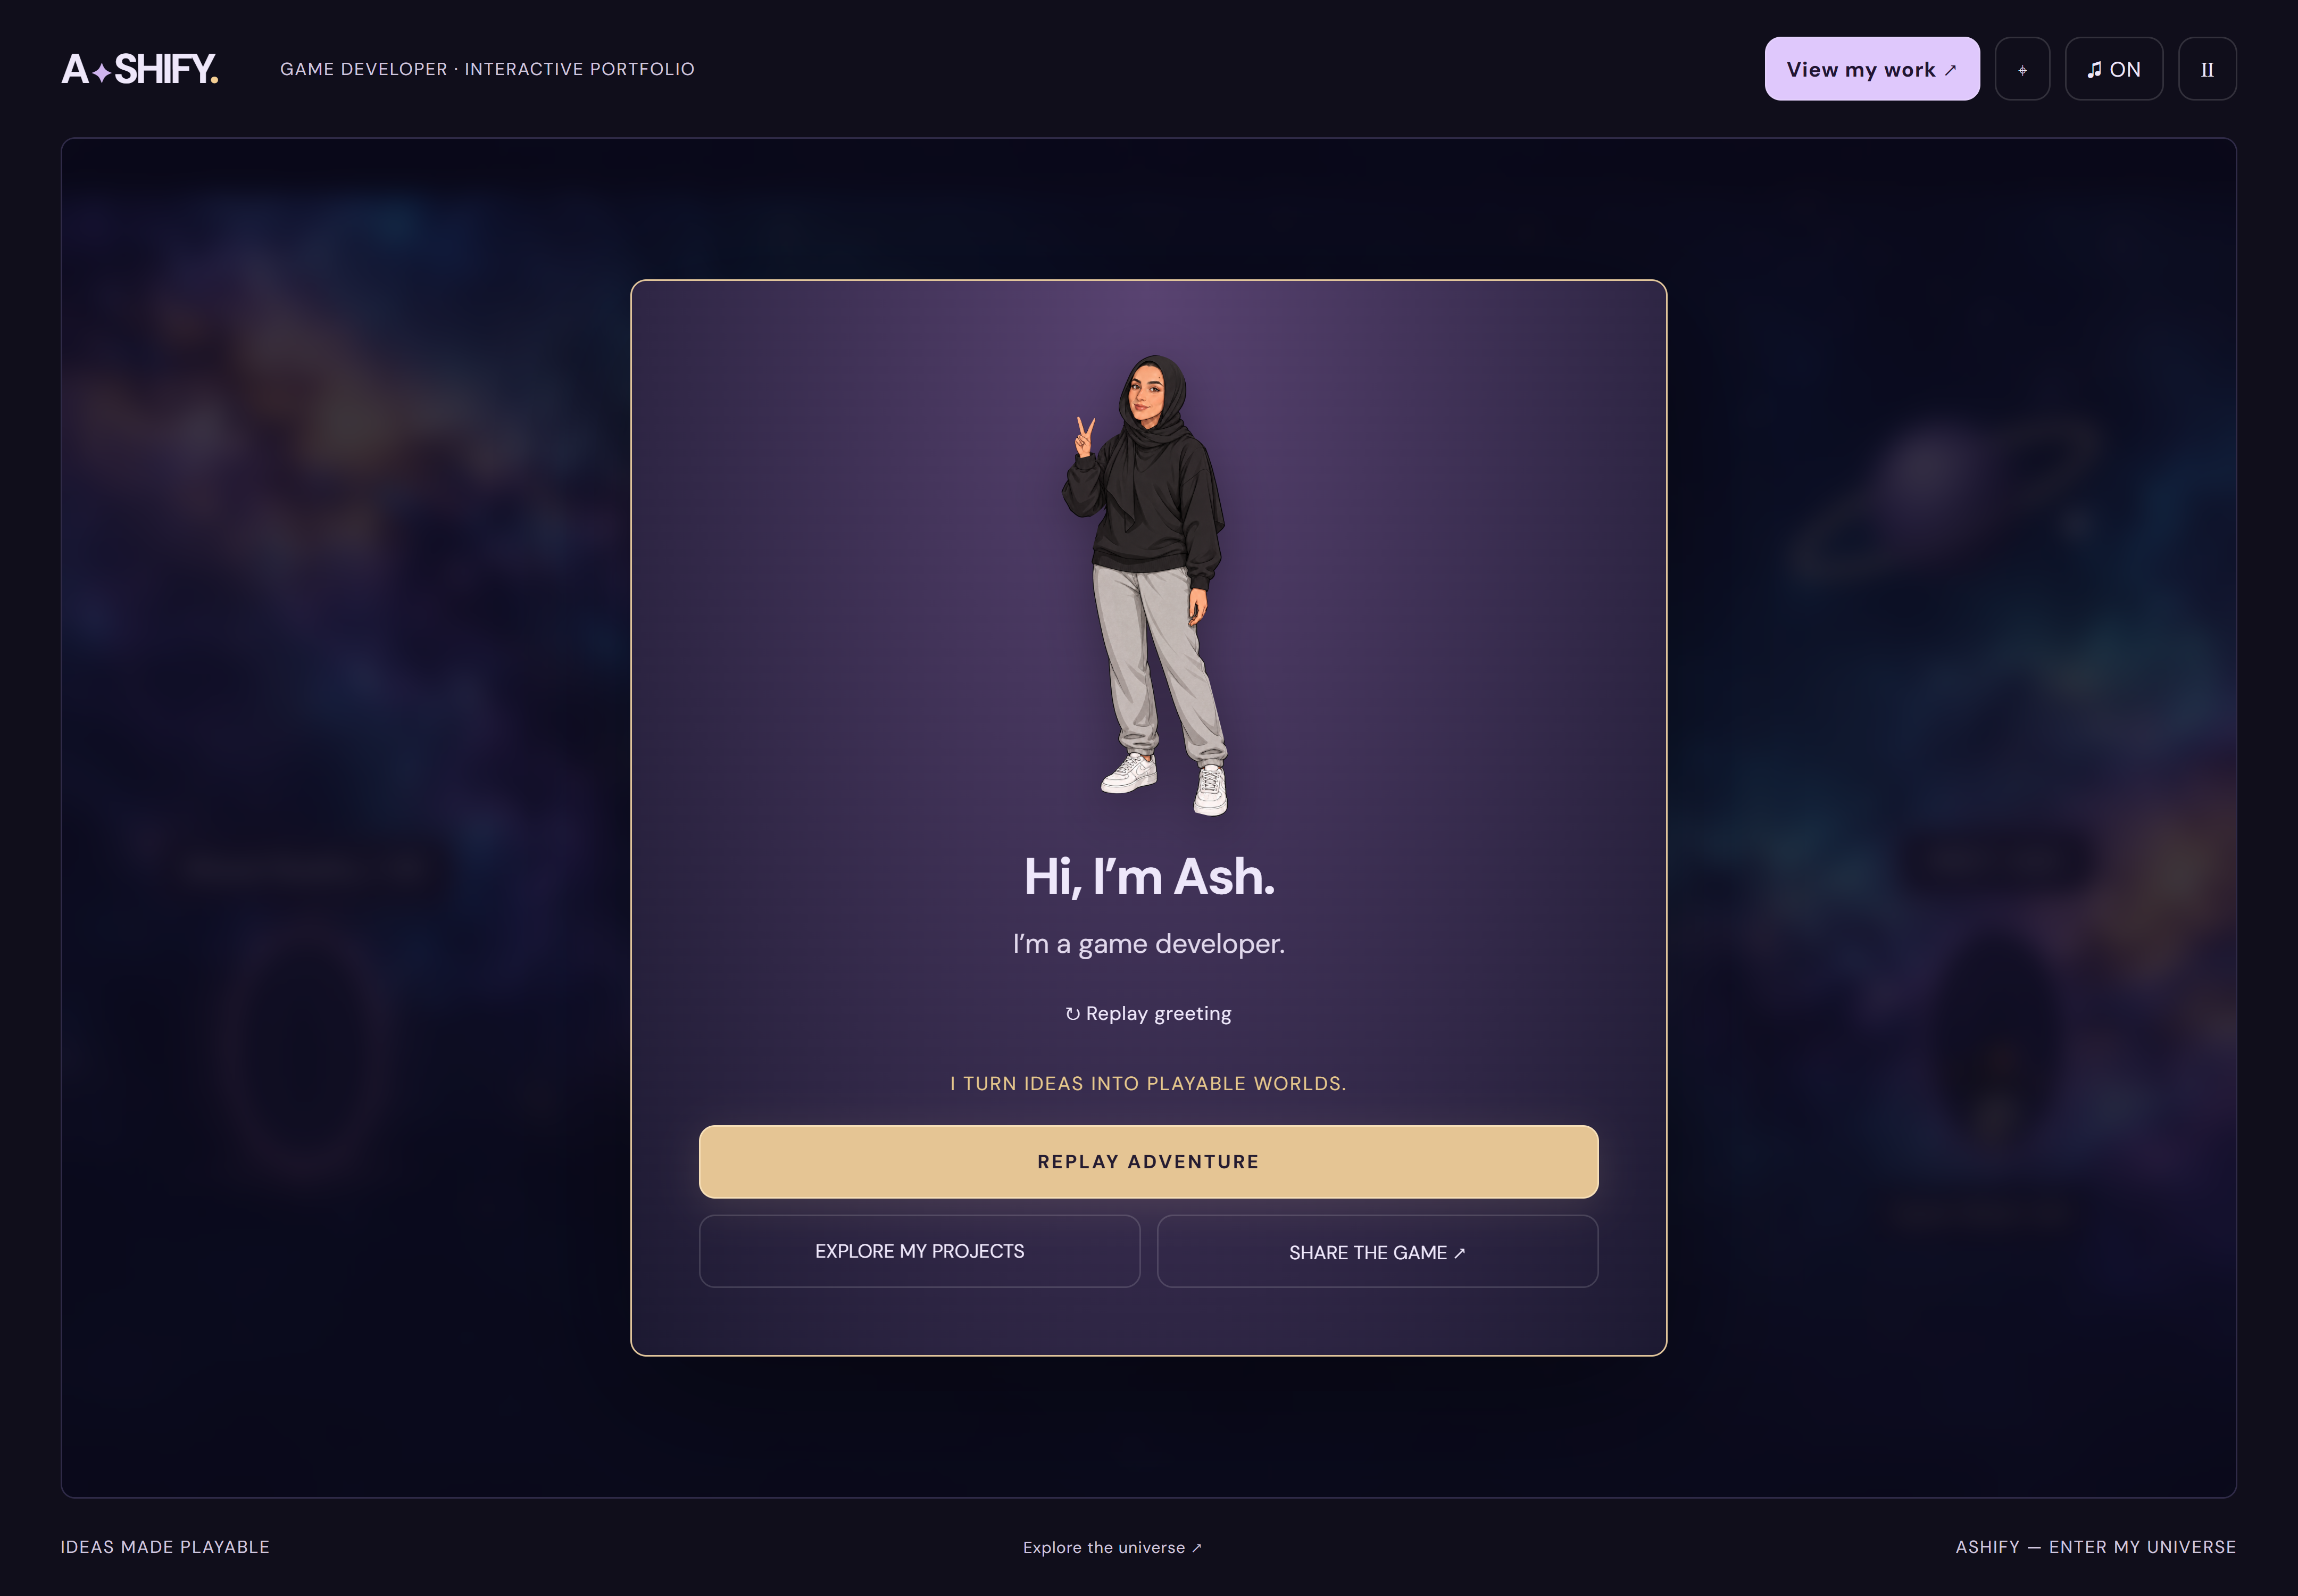 A✦SHIFY.
GAME DEVELOPER · INTERACTIVE PORTFOLIO
View my work ↗
♫ ON
II
Hi, I’m Ash.
I’m a game developer.
↻ Replay greeting
I TURN IDEAS INTO PLAYABLE WORLDS.
REPLAY ADVENTURE
EXPLORE MY PROJECTS
SHARE THE GAME ↗
IDEAS MADE PLAYABLE
Explore the universe ↗
ASHIFY — ENTER MY UNIVERSE